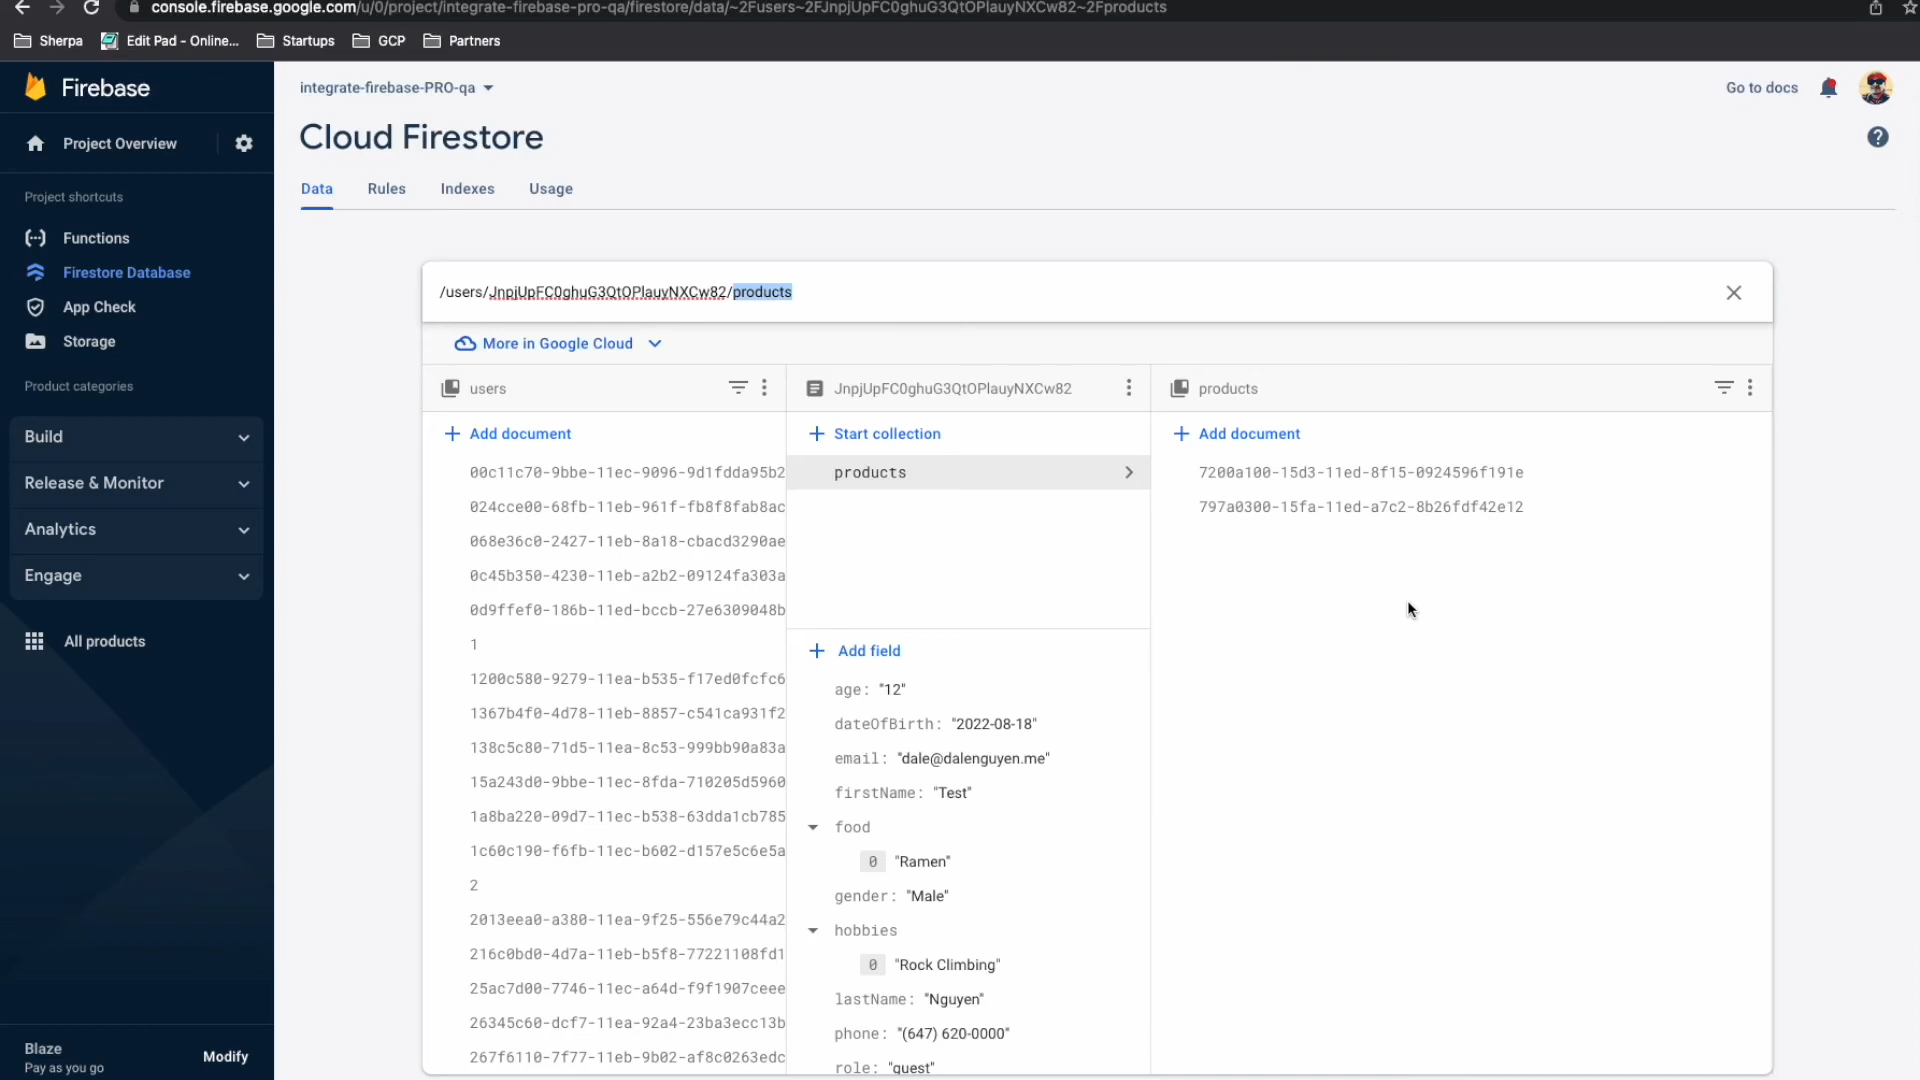 console.firebase.google.com/u/0/project/integrate-firebase-pro-qa/firestore/data/~2Fusers~2FJnpjUpFC0ghuG3QtOPlauyNXCw82~2Fproducts
Sherpa
Edit Pad - Online...
Startups
GCP
Partners
Firebase
integrate-firebase-PRO-qa
Go to docs
Project Overview
Cloud Firestore
Data
Rules
Indexes
Usage
Project shortcuts
Functions
Firestore Database
App Check
Storage
Product categories
Build
Release & Monitor
Analytics
Engage
All products
Blaze
Pay as you go
Modify
/users/JnpjUpFC0ghuG3QtOPlauyNXCw82/products
More in Google Cloud
users
JnpjUpFC0ghuG3QtOPlauyNXCw82
products
Add document
00c11c70-9bbe-11ec-9096-9d1fdda95b2
024cce00-68fb-11eb-961f-fb8f8fab8ac
068e36c0-2427-11eb-8a18-cbacd3290ae
0c45b350-4230-11eb-a2b2-09124fa303a
0d9ffef0-186b-11ed-bccb-27e6309048b
1
1200c580-9279-11ea-b535-f17ed0fcfc6
1367b4f0-4d78-11eb-8857-c541ca931f2
138c5c80-71d5-11ea-8c53-999bb90a83a
15a243d0-9bbe-11ec-8fda-710205d5960
1a8ba220-09d7-11ec-b538-63dda1cb785
1c60c190-f6fb-11ec-b602-d157e5c6e5a
2
2013eea0-a380-11ea-9f25-556e79c44a2
216c0bd0-4d7a-11eb-b5f8-77221108fd1
25ac7d00-7746-11ec-a64d-f9f1907ceee
26345c60-dcf7-11ea-92a4-23ba3ecc13b
267f6110-7f77-11eb-9b02-af8c0263edc
Start collection
products
Add field
age: "12"
dateOfBirth: "2022-08-18"
email: "dale@dalenguyen.me"
firstName: "Test"
food
0 "Ramen"
gender: "Male"
hobbies
0 "Rock Climbing"
lastName: "Nguyen"
phone: "(647) 620-0000"
role: "guest"
Add document
7200a100-15d3-11ed-8f15-0924596f191e
797a0300-15fa-11ed-a7c2-8b26fdf42e12